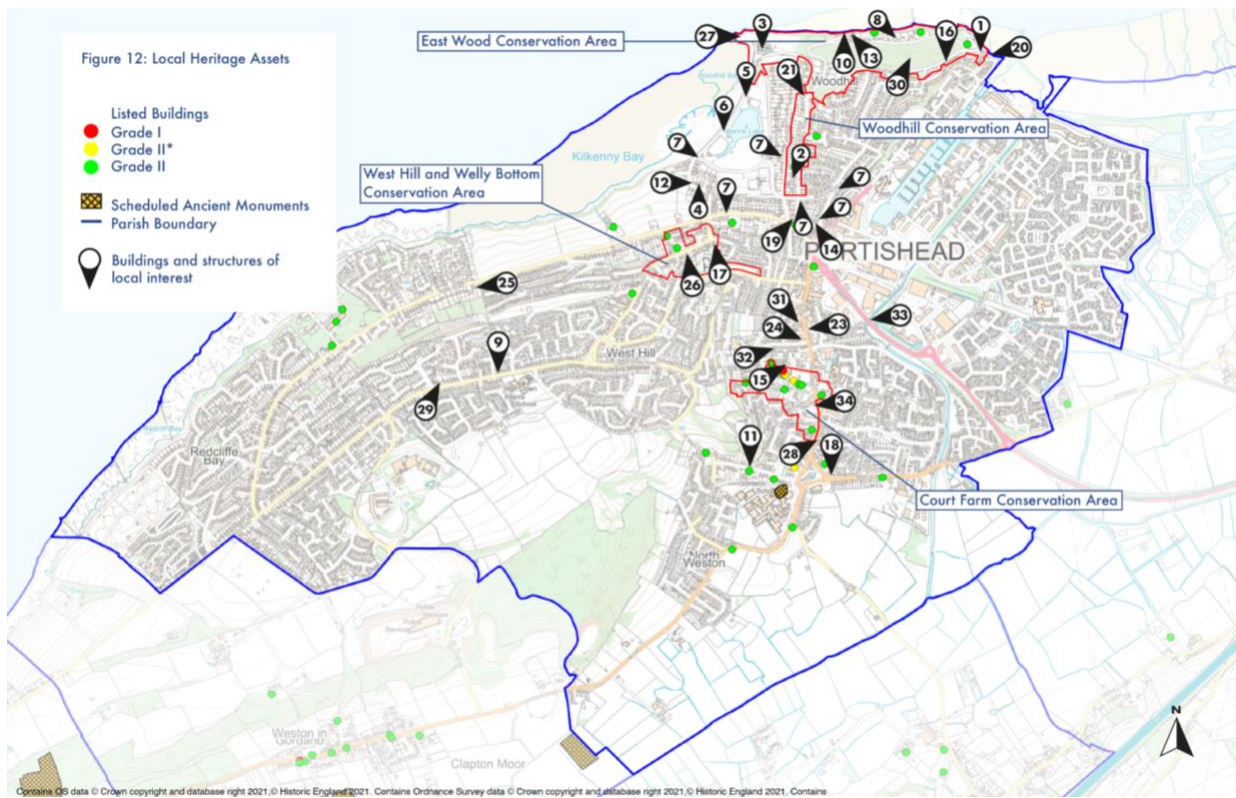 Figure 12: Local Heritage Assets
Listed Buildings
Grade I
Grade II*
Grade II
Scheduled Ancient Monuments
Parish Boundary
Buildings and structures of
local interest
East Wood Conservation Area
Woodhill Conservation Area
West Hill and Welly Bottom
Conservation Area
Court Farm Conservation Area
27
3
8
1
16
20
10
13
30
5
21
Woodhill
6
7
7
2
Kilkenny Bay
12
4
7
7
7
19
7
14
PORTISHEAD
26
17
25
31
33
24
23
9
West Hill
32
15
29
34
11
28
18
Redcliffe
Bay
North
Weston
Weston in
Gordano
Clapton Moor
N
Contains OS data © Crown copyright and database right 2021,© Historic England 2021. Contains Ordnance Survey data © Crown copyright and database right 2021,© Historic England 2021. Contains